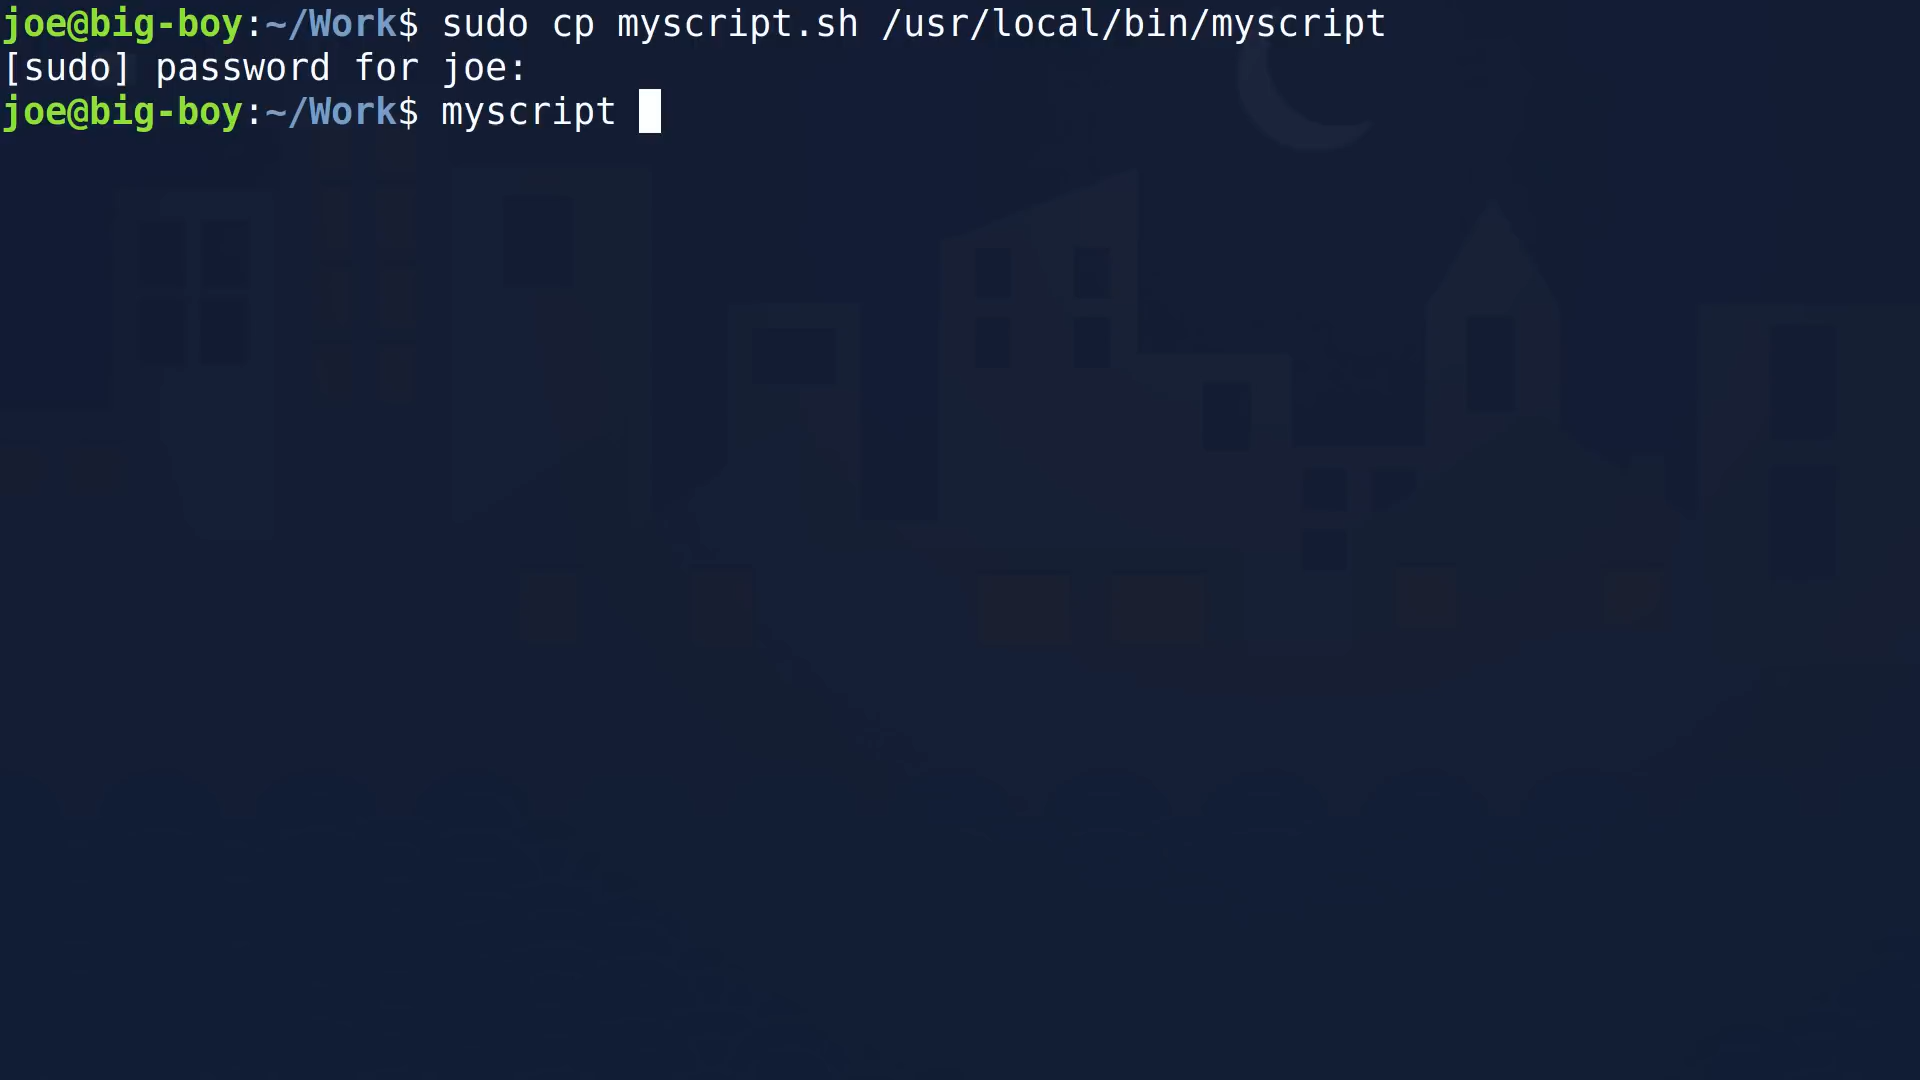 joe@big-boy:~/Work$ sudo cp myscript.sh /usr/local/bin/myscript
[sudo] password for joe:
joe@big-boy:~/Work$ myscript